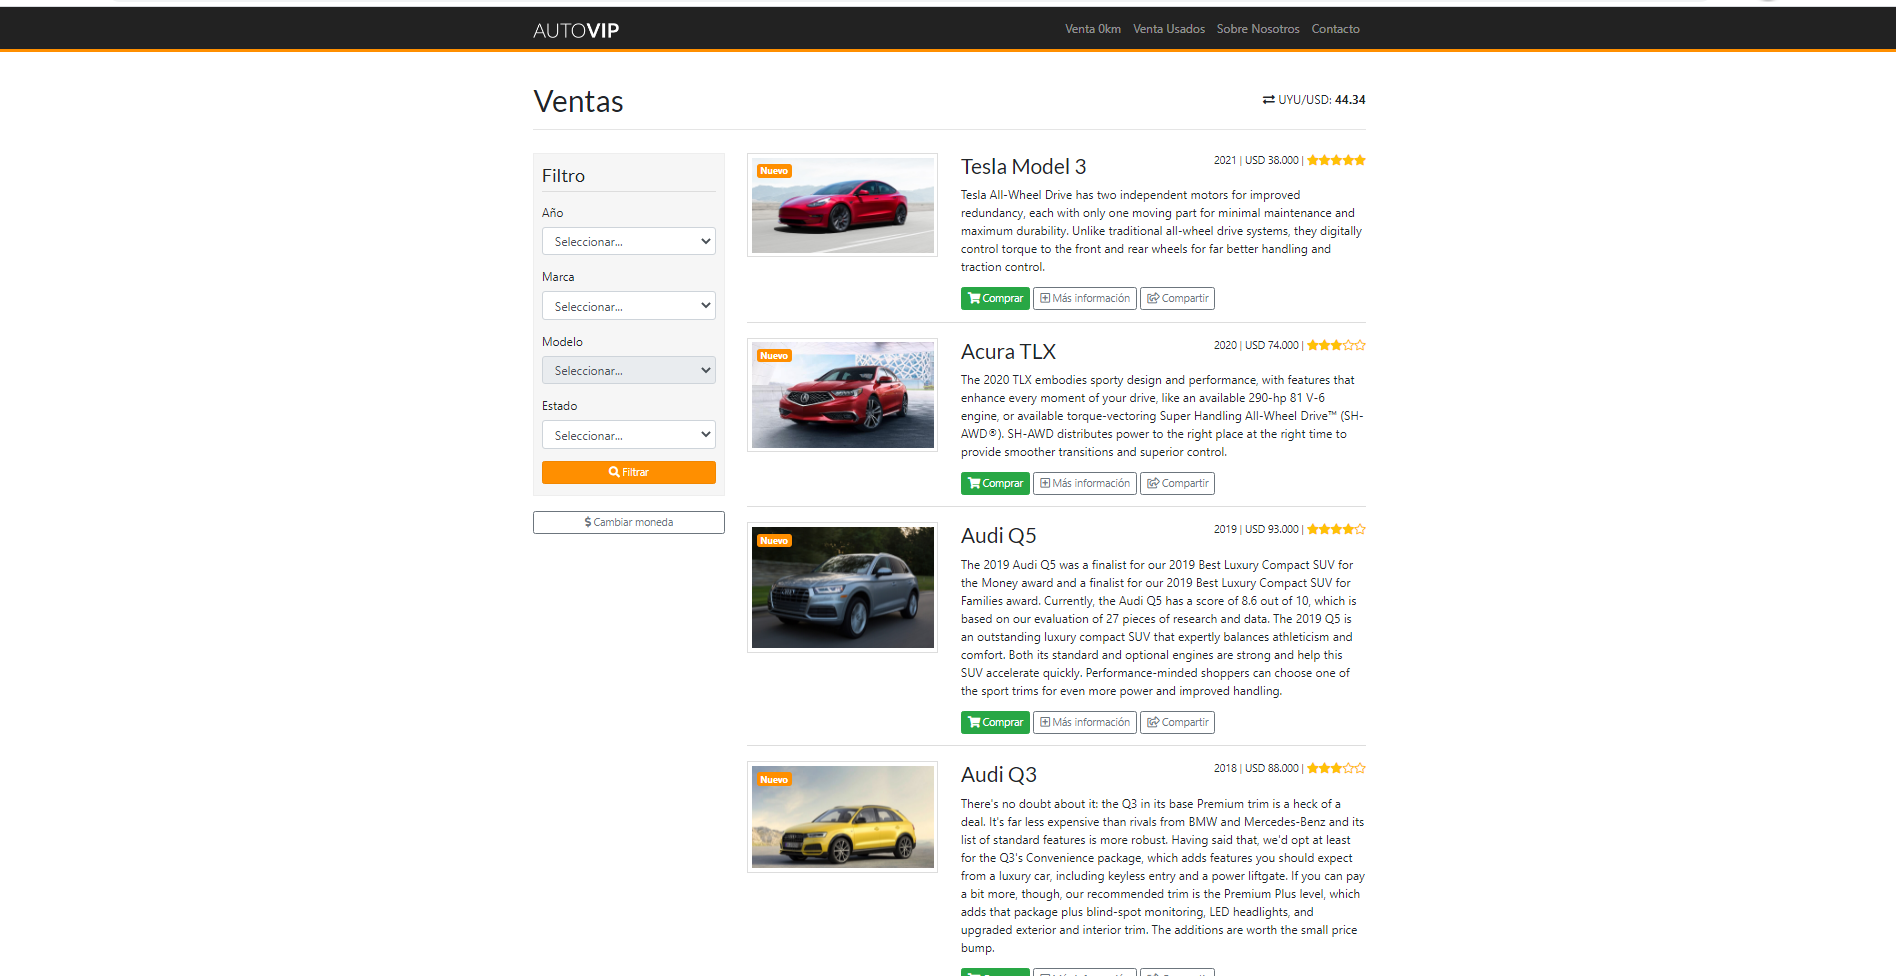 AUTOVIP
Venta 0km Venta Usados Sobre Nosotros Contacto
Ventas
UYU/USD: 44.34
Filtro
Año
Seleccionar...
Marca
Seleccionar...
Modelo
Seleccionar...
Estado
Seleccionar...
Filtrar
$ Cambiar moneda
Nuevo
Tesla Model 3
2021 | USD 38.000 |
Tesla All-Wheel Drive has two independent motors for improved
redundancy, each with only one moving part for minimal maintenance and
maximum durability. Unlike traditional all-wheel drive systems, they digitally
control torque to the front and rear wheels for far better handling and
traction control.
Comprar Más información Compartir
Nuevo
Acura TLX
2020 | USD 74.000 |
The 2020 TLX embodies sporty design and performance, with features that
enhance every moment of your drive, like an available 290-hp 81 V-6
engine, or available torque-vectoring Super Handling All-Wheel Drive™ (SH-
AWD®). SH-AWD distributes power to the right place at the right time to
provide smoother transitions and superior control.
Comprar Más información Compartir
Nuevo
Audi Q5
2019 | USD 93.000 |
The 2019 Audi Q5 was a finalist for our 2019 Best Luxury Compact SUV for
the Money award and a finalist for our 2019 Best Luxury Compact SUV for
Families award. Currently, the Audi Q5 has a score of 8.6 out of 10, which is
based on our evaluation of 27 pieces of research and data. The 2019 Q5 is
an outstanding luxury compact SUV that expertly balances athleticism and
comfort. Both its standard and optional engines are strong and help this
SUV accelerate quickly. Performance-minded shoppers can choose one of
the sport trims for even more power and improved handling.
Comprar Más información Compartir
Nuevo
Audi Q3
2018 | USD 88.000 |
There's no doubt about it: the Q3 in its base Premium trim is a heck of a
deal. It's far less expensive than rivals from BMW and Mercedes-Benz and its
list of standard features is more robust. Having said that, we'd opt at least
for the Q3's Convenience package, which adds features you should expect
from a luxury car, including keyless entry and a power liftgate. If you can pay
a bit more, though, our recommended trim is the Premium Plus level, which
adds that package plus blind-spot monitoring, LED headlights, and
upgraded exterior and interior trim. The additions are worth the small price
bump.